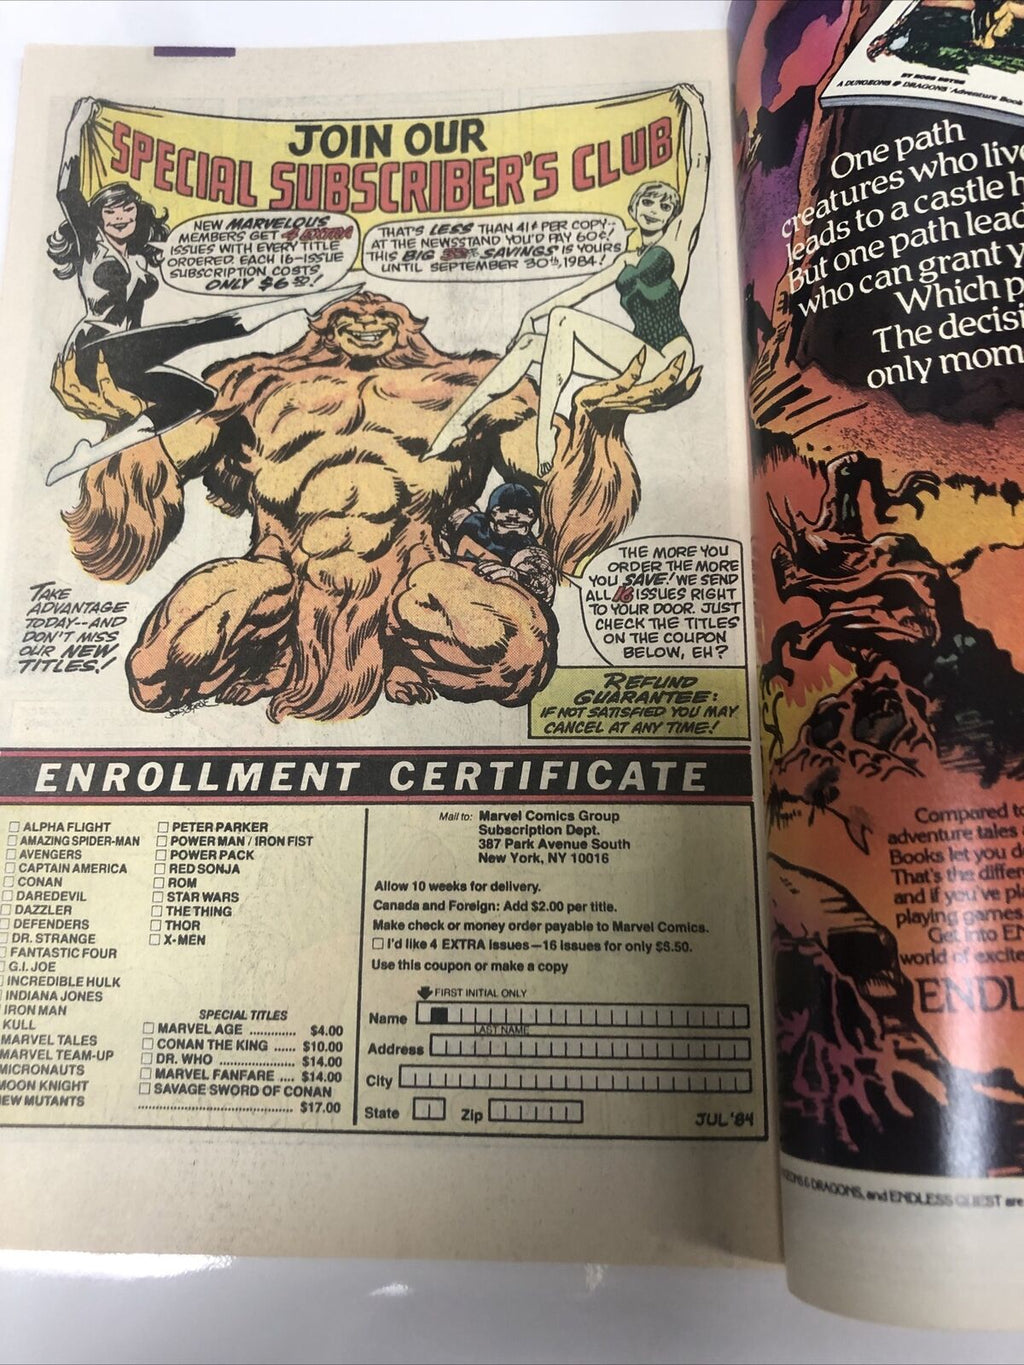 JOIN OUR
SPECIAL SUBSCRIBER'S CLUB
NEW MARVELOUS
MEMBERS GET 4 EXTRA
ISSUES WITH EVERY TITLE
ORDERED. EACH 16-ISSUE
SUBSCRIPTION COSTS
ONLY $6.50!
THAT'S LESS THAN 41¢ PER COPY--
AT THE NEWSSTAND YOU'D PAY 60¢!
THIS BIG SAVINGS IS YOURS
UNTIL SEPTEMBER 30th, 1984!
THE MORE YOU
ORDER THE MORE
YOU SAVE! WE SEND
ALL 16 ISSUES RIGHT
TO YOUR DOOR. JUST
CHECK THE TITLES
ON THE COUPON
BELOW, EH?
TAKE
ADVANTAGE
TODAY--AND
DON'T MISS
OUR NEW
TITLES!
REFUND
GUARANTEE:
IF NOT SATISFIED YOU MAY
CANCEL AT ANY TIME!
ENROLLMENT CERTIFICATE
ALPHA FLIGHT
AMAZING SPIDER-MAN
AVENGERS
CAPTAIN AMERICA
CONAN
DAREDEVIL
DAZZLER
DEFENDERS
DR. STRANGE
FANTASTIC FOUR
G.I. JOE
INCREDIBLE HULK
INDIANA JONES
IRON MAN
KULL
MARVEL TALES
MARVEL TEAM-UP
MICRONAUTS
MOON KNIGHT
EW MUTANTS
PETER PARKER
POWER MAN / IRON FIST
POWER PACK
RED SONJA
ROM
STAR WARS
THE THING
THOR
X-MEN
SPECIAL TITLES
MARVEL AGE ............ $4.00
CONAN THE KING ...... $10.00
DR. WHO .................. $14.00
MARVEL FANFARE .... $14.00
SAVAGE SWORD OF CONAN
............................ $17.00
Mail to: Marvel Comics Group
Subscription Dept.
387 Park Avenue South
New York, NY 10016
Allow 10 weeks for delivery.
Canada and Foreign: Add $2.00 per title.
Make check or money order payable to Marvel Comics.
I'd like 4 EXTRA Issues—16 Issues for only $6.50.
Use this coupon or make a copy
FIRST INITIAL ONLY
Name
LAST NAME
Address
City
State Zip
JUL '84
A DUNGEONS & DRAGONS Adventure Book
One path
creatures who live
leads to a castle h
But one path lead
who can grant y
Which p
The decisi
only mom
Compared to
adventure tales
Books let you d
That's the differ
and if you've pla
playing games
Get into EN
world of excite
ENDL
EONS & DRAGONS, and ENDLESS QUEST are